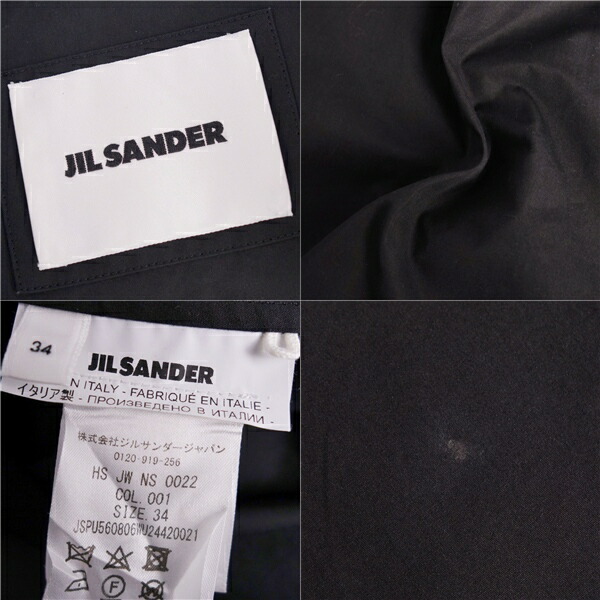 JIL SANDER
34
JIL SANDER
N ITALY - FABRIQUÉ EN ITALIE -
イタリア製 - ПРОИЗВЕДЕНО В ИТАЛИИ -
株式会社ジルサンダージャパン
0120-919-256
HS JW NS 0022
COL.001
SIZE.34
JSPU560806WU24420021